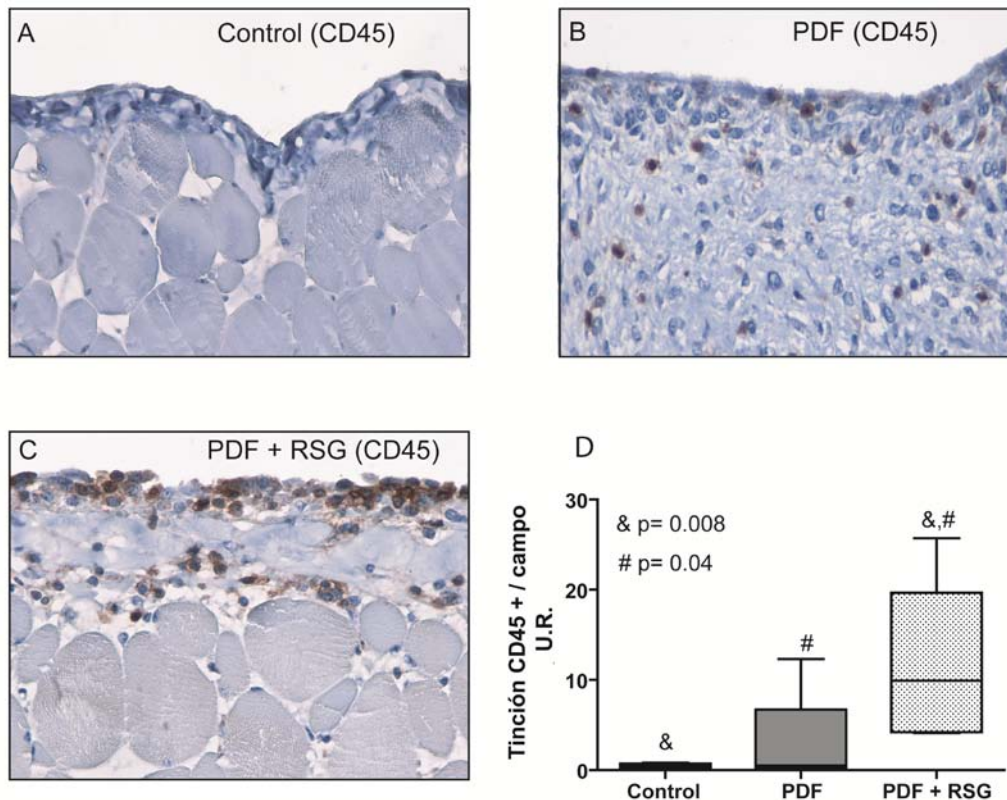 A
Control (CD45)
B
PDF (CD45)
C
PDF + RSG (CD45)
D
Tinción CD45 + / campo
U.R.
30
20
10
0
& p= 0.008
# p= 0.04
&
#
&,#
Control
PDF
PDF + RSG